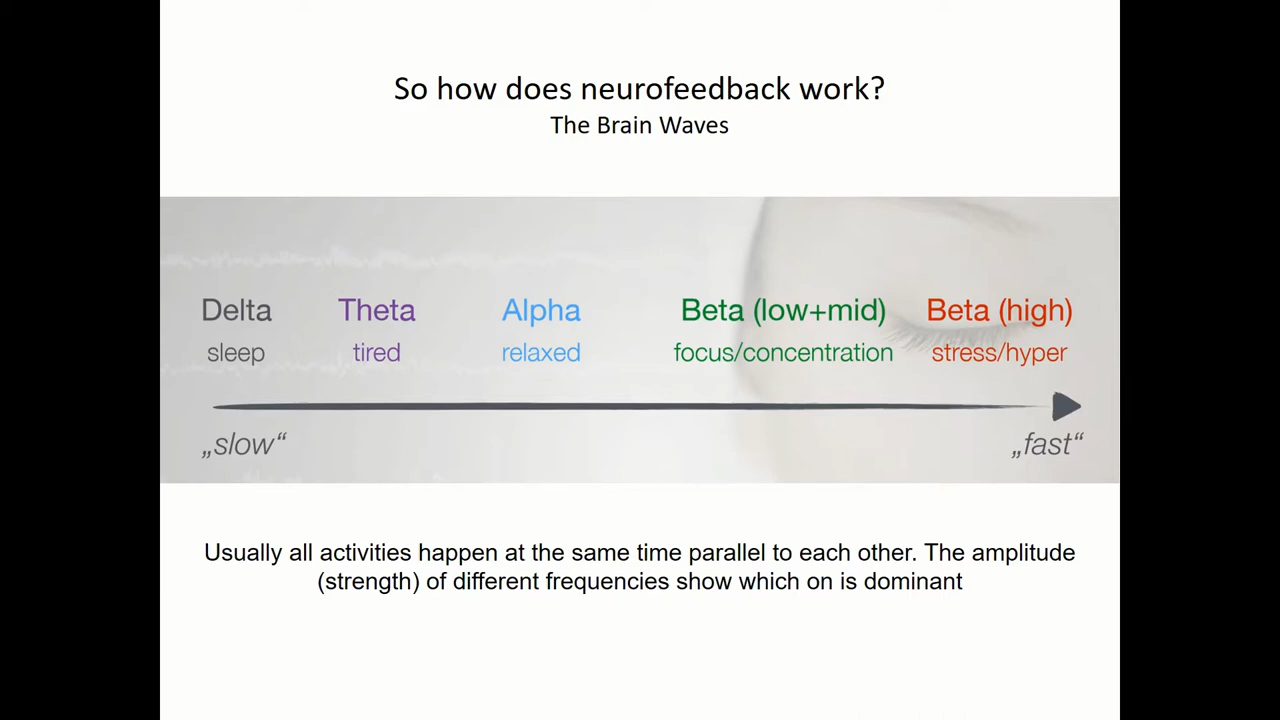 So how does neurofeedback work?
The Brain Waves
Delta Theta Alpha Beta (low+mid) Beta (high)
sleep tired relaxed focus/concentration stress/hyper
„slow“ „fast“
Usually all activities happen at the same time parallel to each other. The amplitude
(strength) of different frequencies show which on is dominant